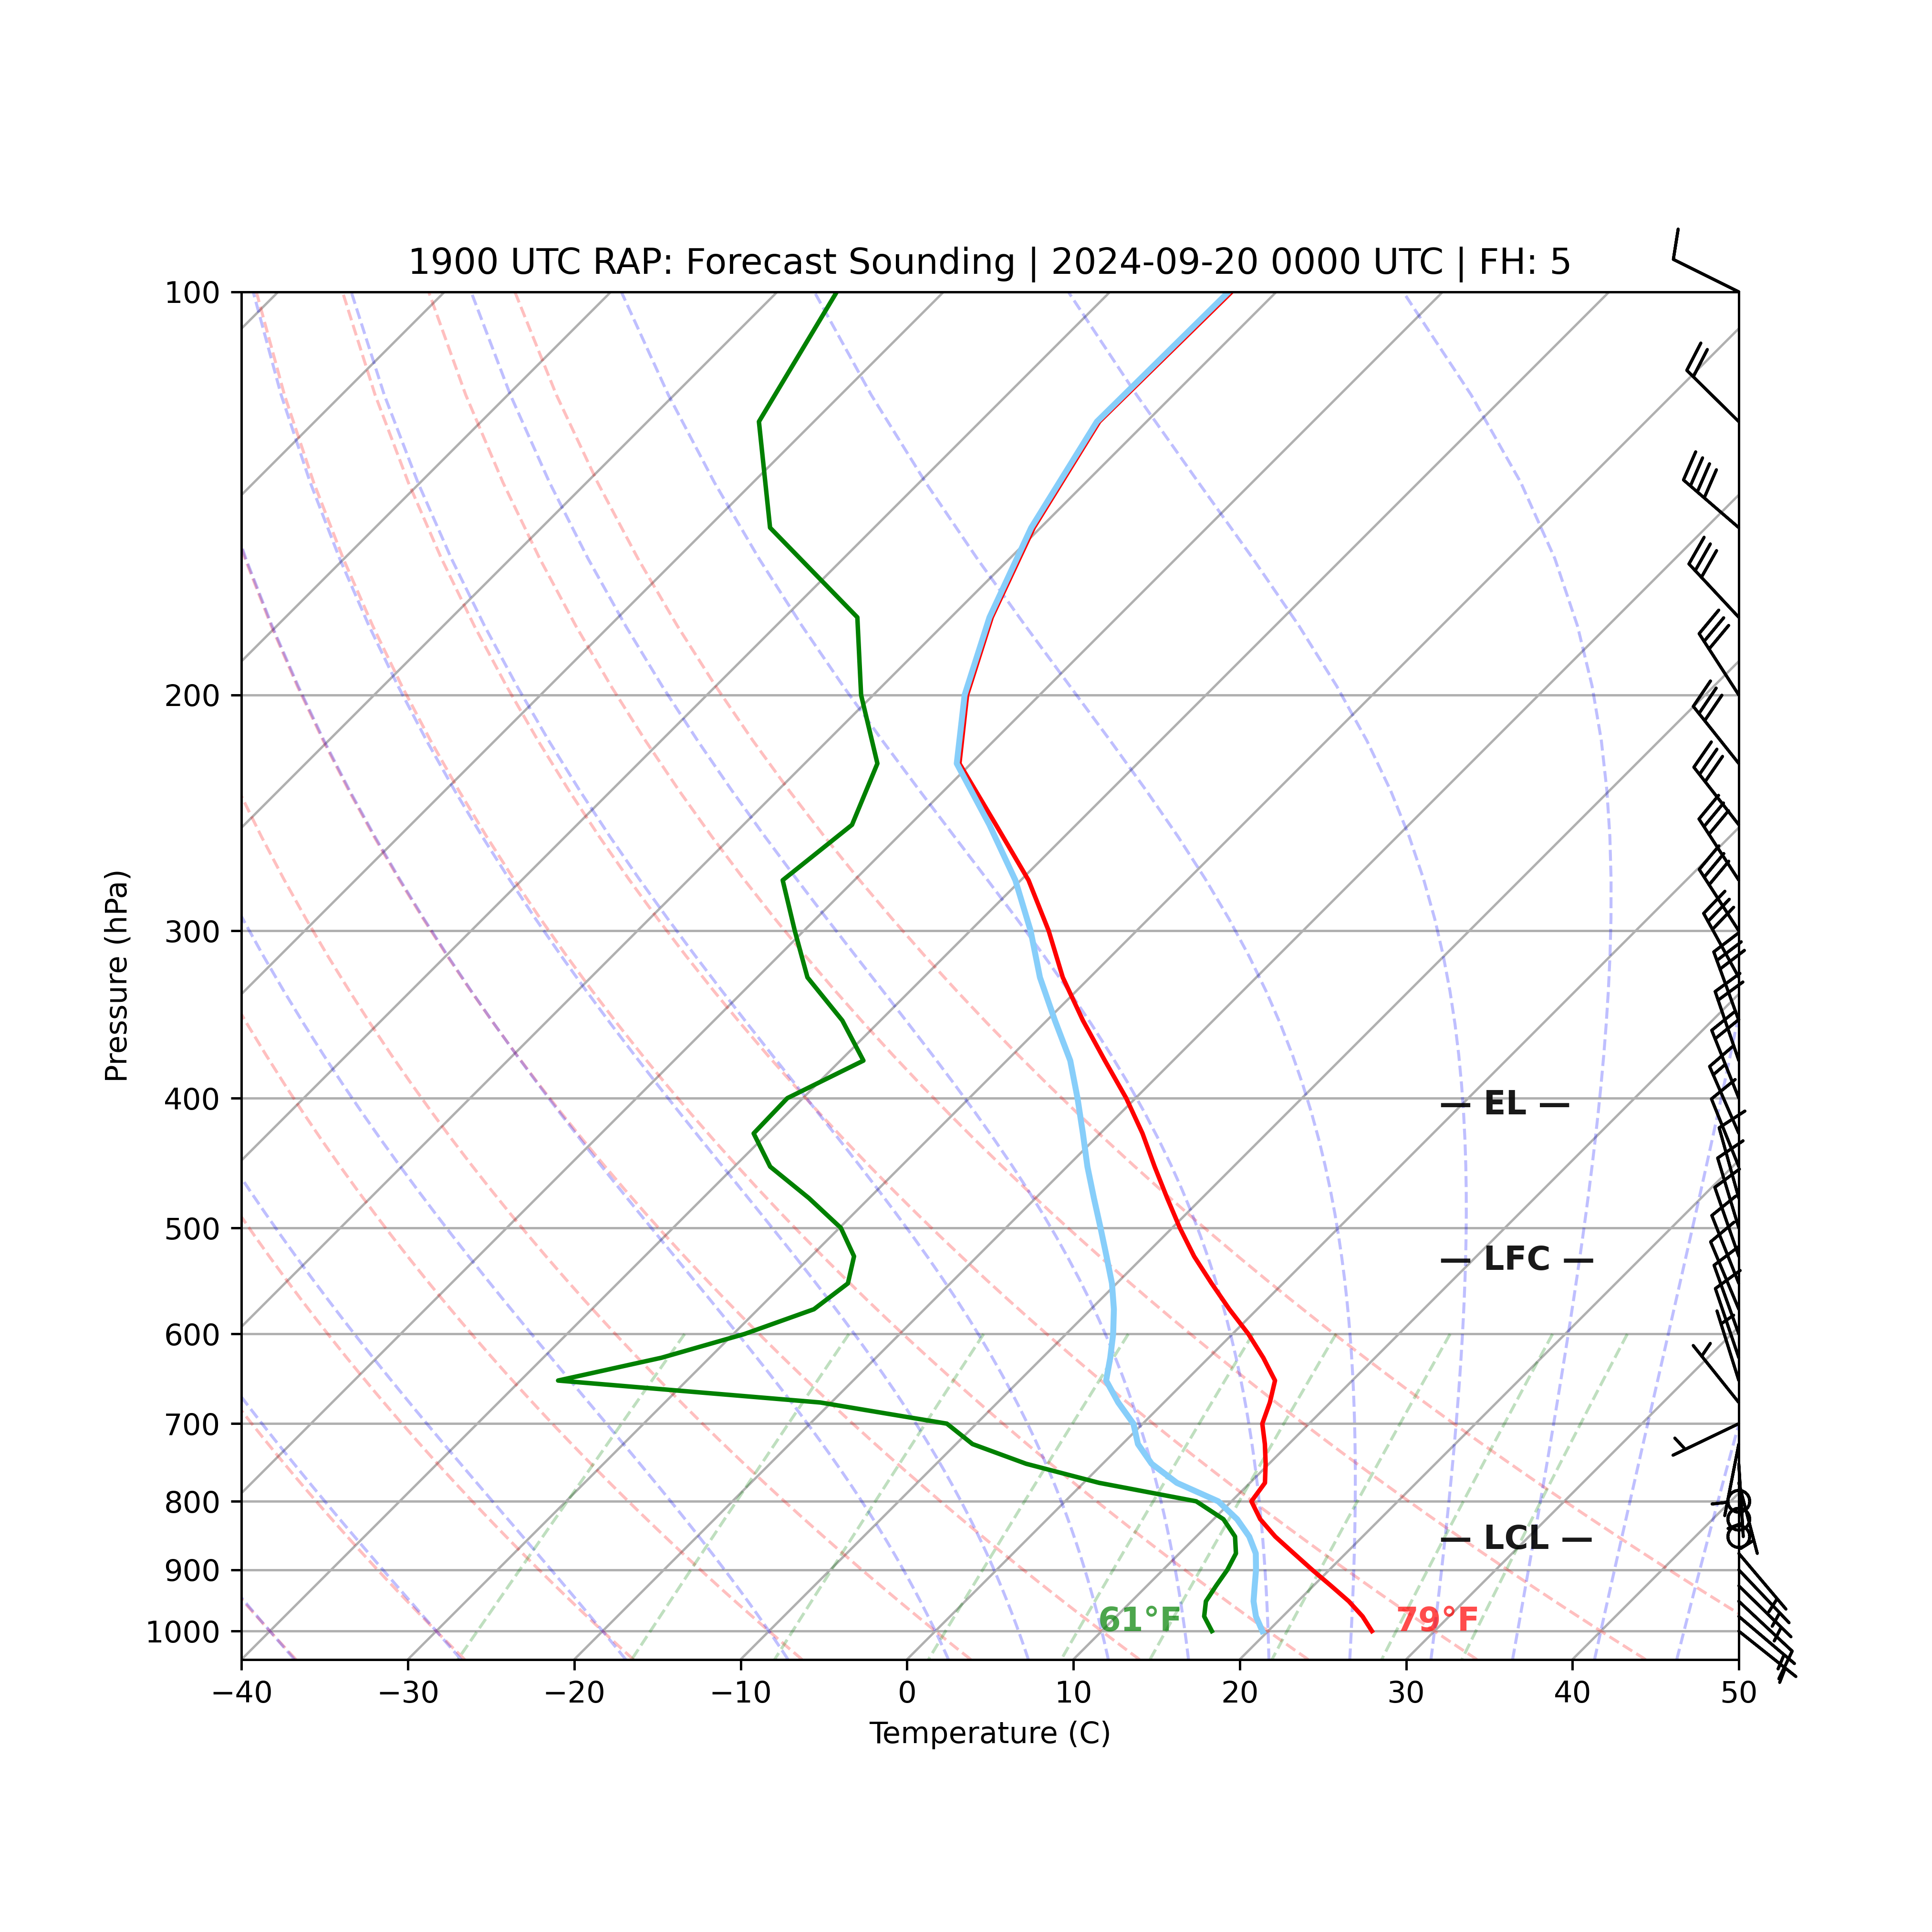 1900 UTC RAP: Forecast Sounding | 2024-09-20 0000 UTC | FH: 5
100
200
300
400
500
600
700
800
900
1000
Pressure (hPa)
— EL —
— LFC —
— LCL —
61°F
79°F
−40 −30 −20 −10 0 10 20 30 40 50
Temperature (C)